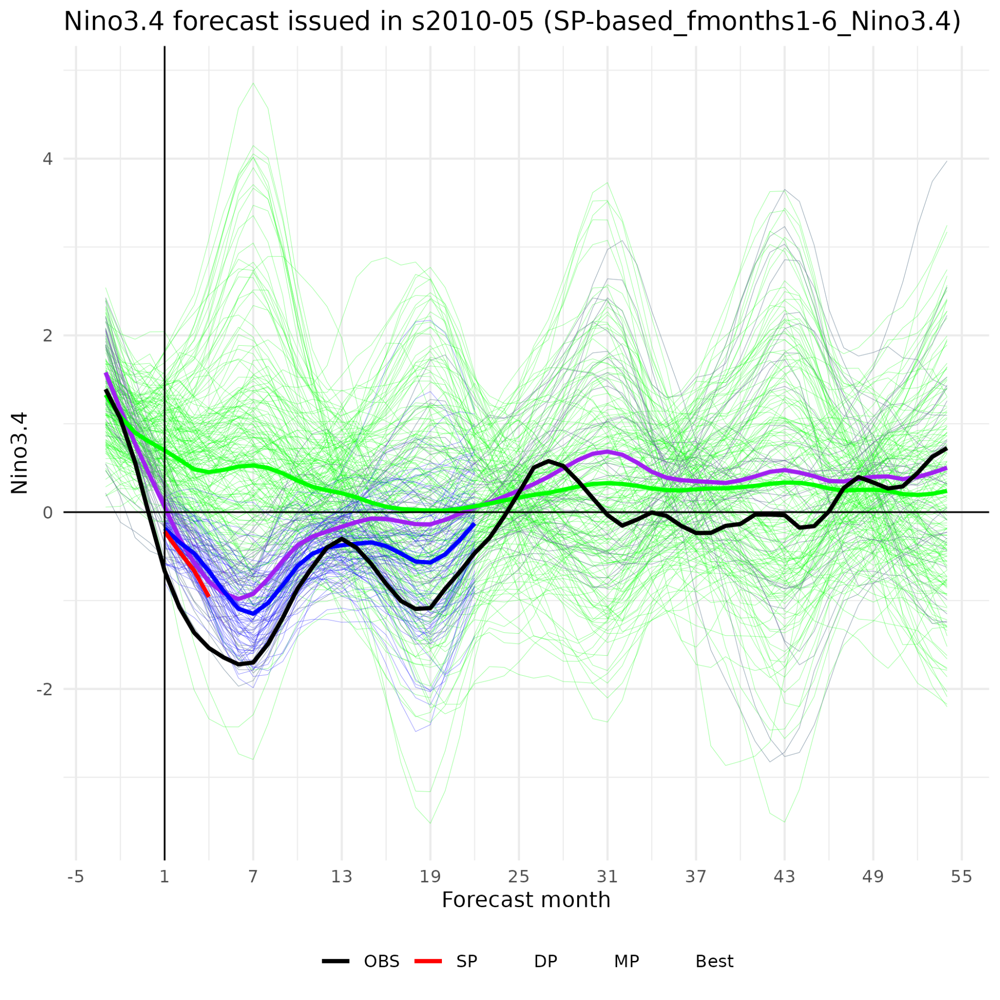 Nino3.4 forecast issued in s2010-05 (SP-based_fmonths1-6_Nino3.4)
Nino3.4
4
2
0
-2
-5 1 7 13 19 25 31 37 43 49 55
Forecast month
OBS SP DP MP Best